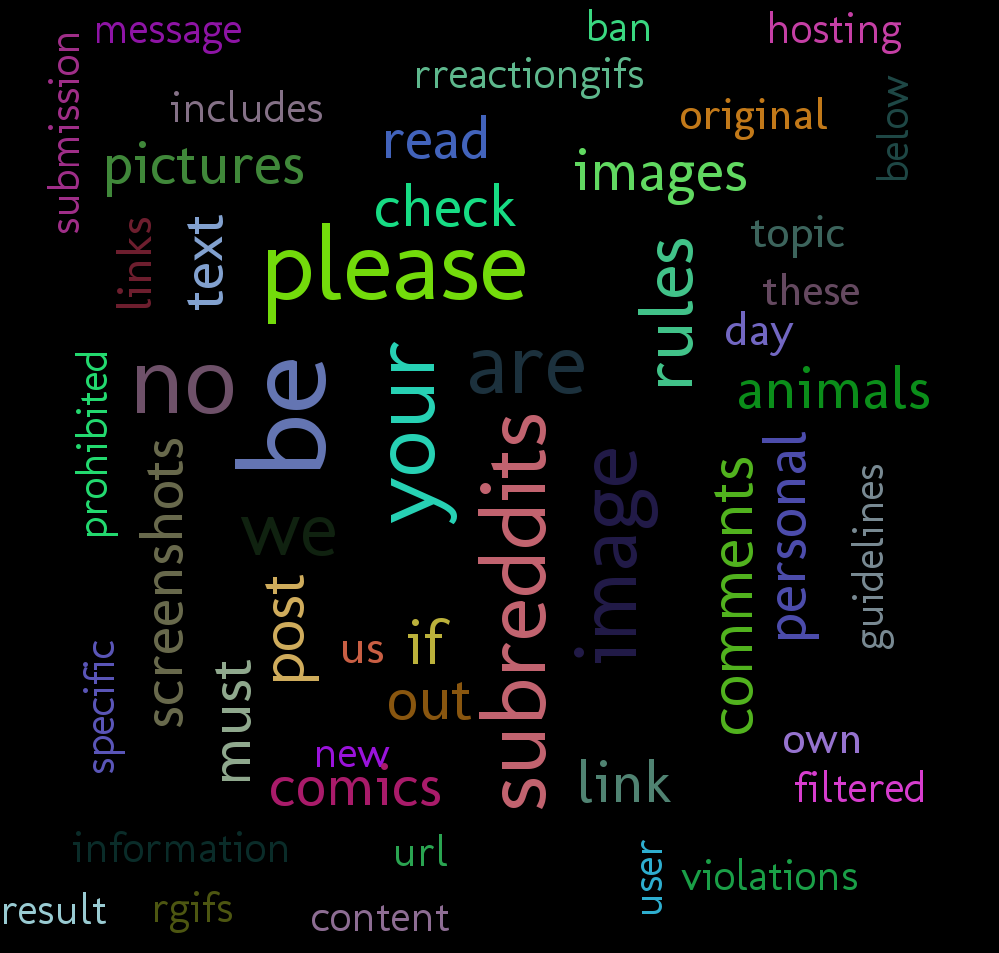 message
ban
hosting
submission
rreactiongifs
includes
original
below
read
pictures
images
check
links
text
please
rules
topic
these
day
prohibited
no
be
your
are
animals
subreddits
screenshots
image
comments
personal
guidelines
we
post
us
if
specific
must
out
new
comics
link
own
filtered
information
url
user
violations
result
rgifs
content